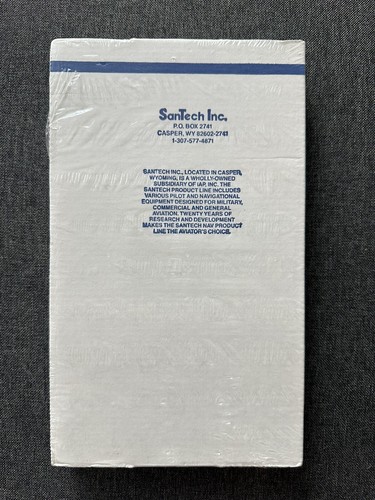 SanTech Inc.
P.O. BOX 2741
CASPER, WY 82602-2741
1-307-577-4871
SANTECH INC., LOCATED IN CASPER,
WYOMING, IS A WHOLLY-OWNED
SUBSIDIARY OF IAP, INC. THE
SANTECH PRODUCT LINE INCLUDES
VARIOUS PILOT AND NAVIGATIONAL
EQUIPMENT DESIGNED FOR MILITARY,
COMMERCIAL AND GENERAL
AVIATION. TWENTY YEARS OF
RESEARCH AND DEVELOPMENT
MAKES THE SANTECH NAV PRODUCT
LINE THE AVIATOR'S CHOICE.